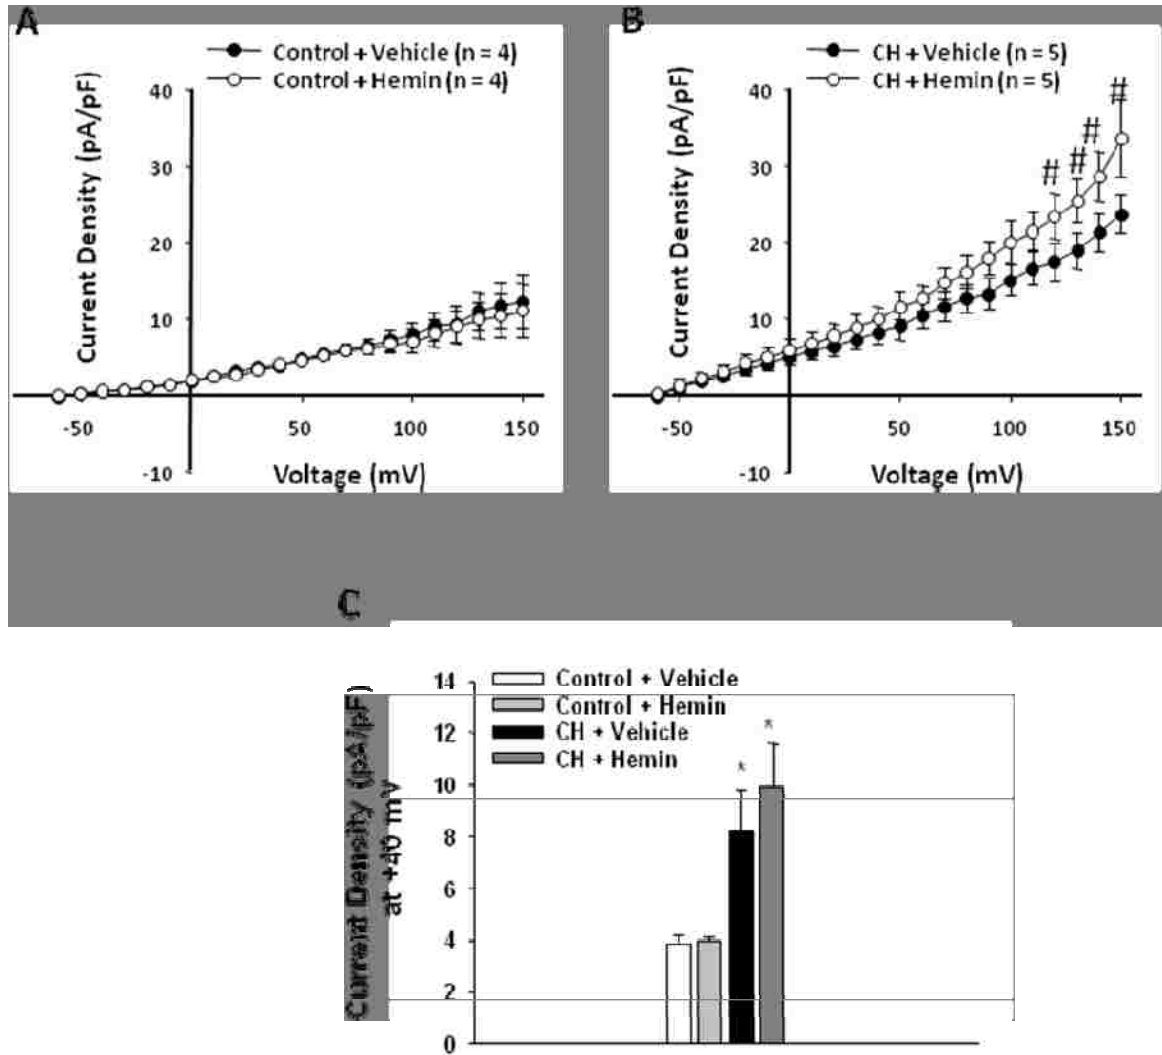 A
Control + Vehicle (n = 4)
Control + Hemin (n = 4)
Current Density (pA/pF)
40
30
20
10
-10
-50
50
100
150
Voltage (mV)
B
CH + Vehicle (n = 5)
CH + Hemin (n = 5)
Current Density (pA/pF)
40
30
20
10
-10
-50
50
100
150
Voltage (mV)
# # # #
C
Control + Vehicle
Control + Hemin
CH + Vehicle
CH + Hemin
Current Density (pA/pF)
at +40 mV
14
12
10
8
6
4
2
0
* *